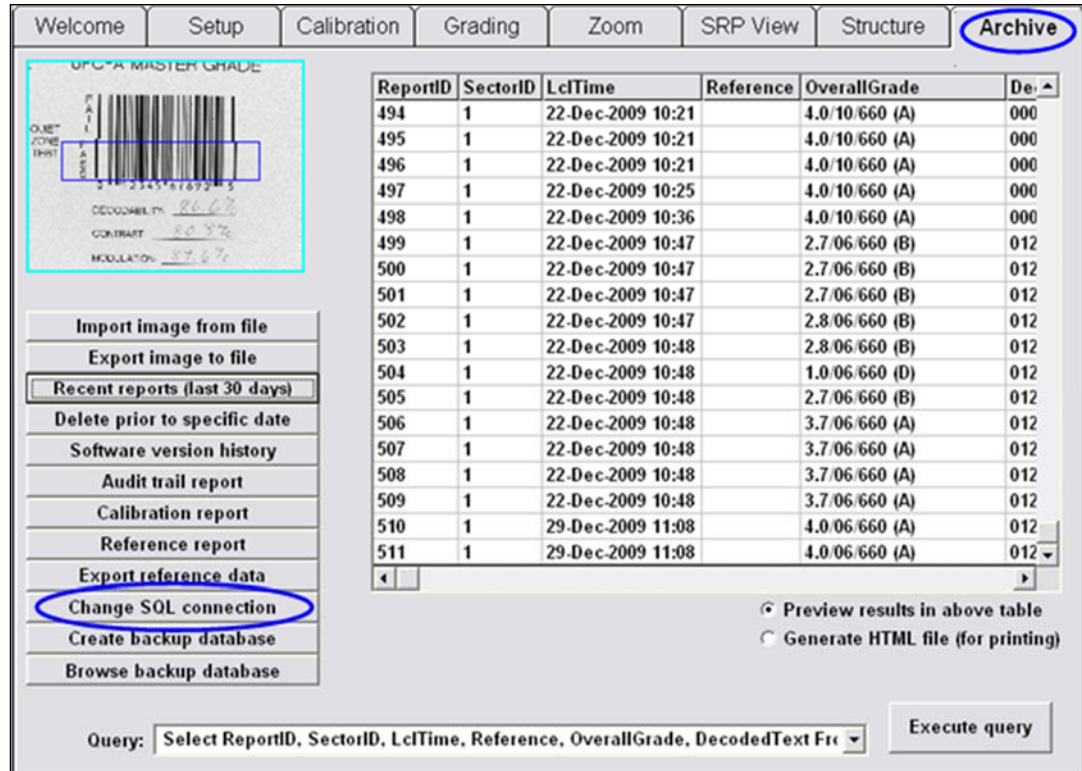 Welcome Setup Calibration Grading Zoom SRP View Structure Archive
UFC-A MASTER GRADE
FAIL
QUIET
ZONE
TEST
PASS
DECODABILITY 86.6%
CONTRAST
MODULATION
Import image from file
Export image to file
Recent reports (last 30 days)
Delete prior to specific date
Software version history
Audit trail report
Calibration report
Reference report
Export reference data
Change SQL connection
Create backup database
Browse backup database
ReportID SectorID LclTime Reference OverallGrade
494 1 22-Dec-2009 10:21 4.0/10/660 (A) 000
495 1 22-Dec-2009 10:21 4.0/10/660 (A) 000
496 1 22-Dec-2009 10:21 4.0/10/660 (A) 000
497 1 22-Dec-2009 10:25 4.0/10/660 (A) 000
498 1 22-Dec-2009 10:36 4.0/10/660 (A) 000
499 1 22-Dec-2009 10:47 2.7/06/660 (B) 012
500 1 22-Dec-2009 10:47 2.7/06/660 (B) 012
501 1 22-Dec-2009 10:47 2.7/06/660 (B) 012
502 1 22-Dec-2009 10:47 2.8/06/660 (B) 012
503 1 22-Dec-2009 10:48 2.8/06/660 (B) 012
504 1 22-Dec-2009 10:48 1.0/06/660 (D) 012
505 1 22-Dec-2009 10:48 2.7/06/660 (B) 012
506 1 22-Dec-2009 10:48 3.7/06/660 (A) 012
507 1 22-Dec-2009 10:48 3.7/06/660 (A) 012
508 1 22-Dec-2009 10:48 3.7/06/660 (A) 012
509 1 22-Dec-2009 10:48 3.7/06/660 (A) 012
510 1 29-Dec-2009 11:08 4.0/06/660 (A) 012
511 1 29-Dec-2009 11:08 4.0/06/660 (A) 012
Preview results in above table
Generate HTML file (for printing)
Query: Select ReportID, SectorID, LclTime, Reference, OverallGrade, DecodedText Execute query